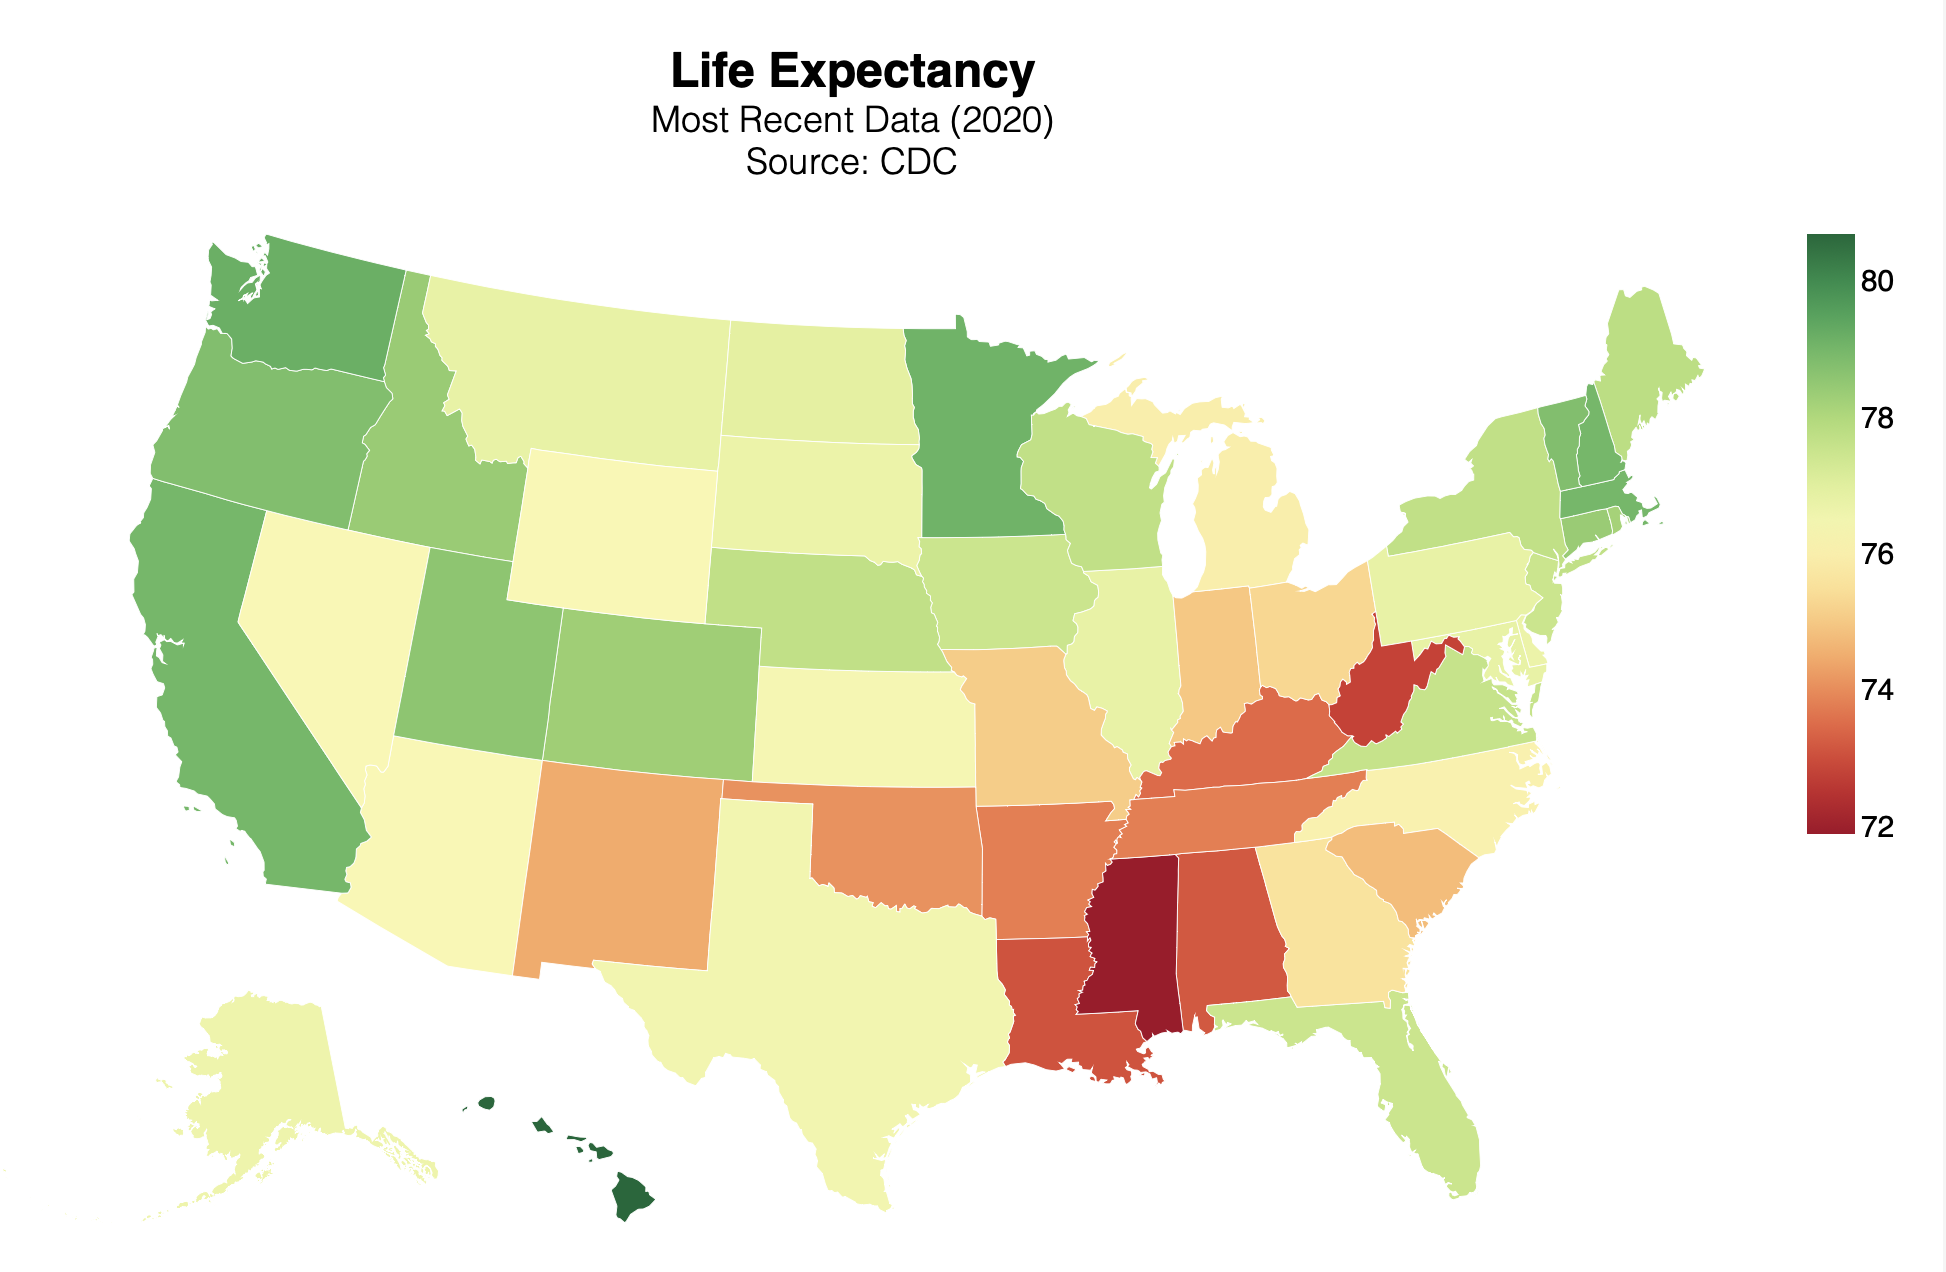 Life Expectancy
Most Recent Data (2020)
Source: CDC
80
78
76
74
72